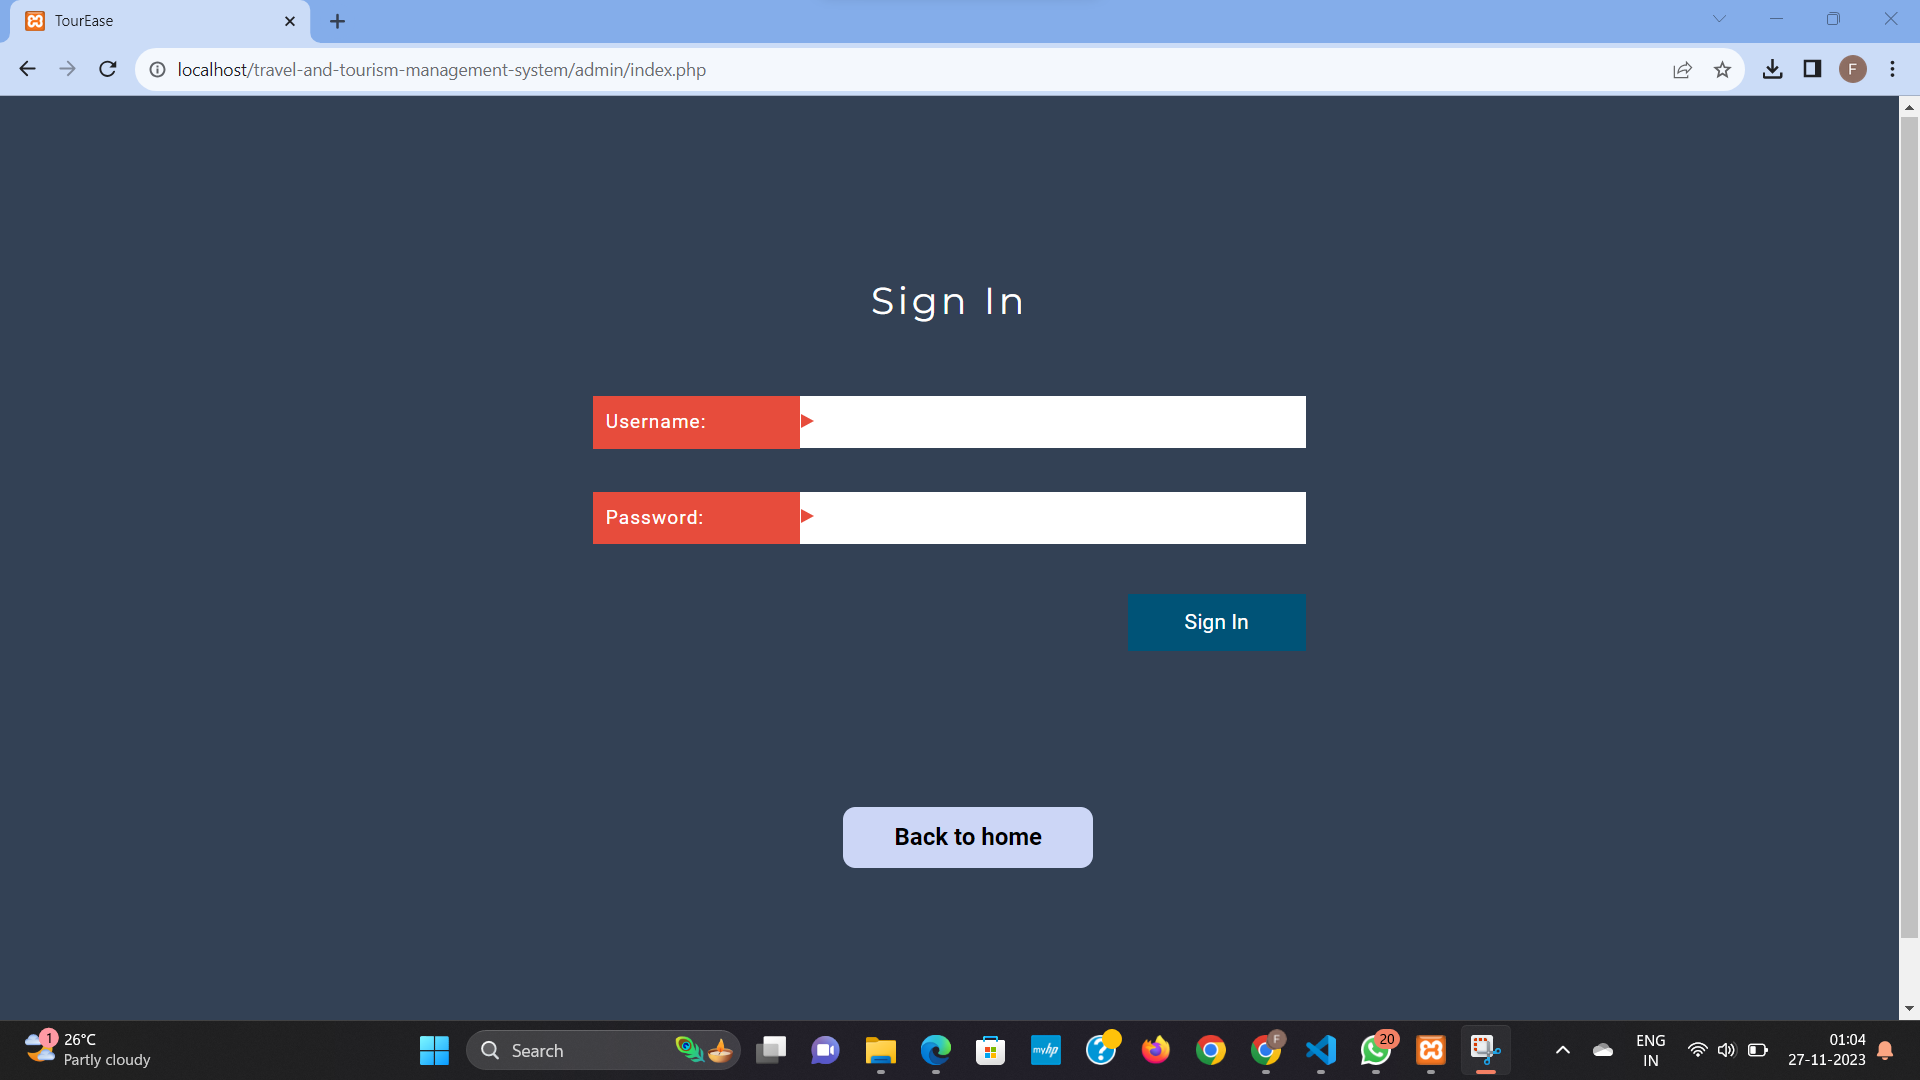 TourEase
localhost/travel-and-tourism-management-system/admin/index.php
F
Sign In
Username:
Password:
Sign In
Back to home
1
26°C
Partly cloudy
Search
myhp
F
20
ENG
IN
01:04
27-11-2023